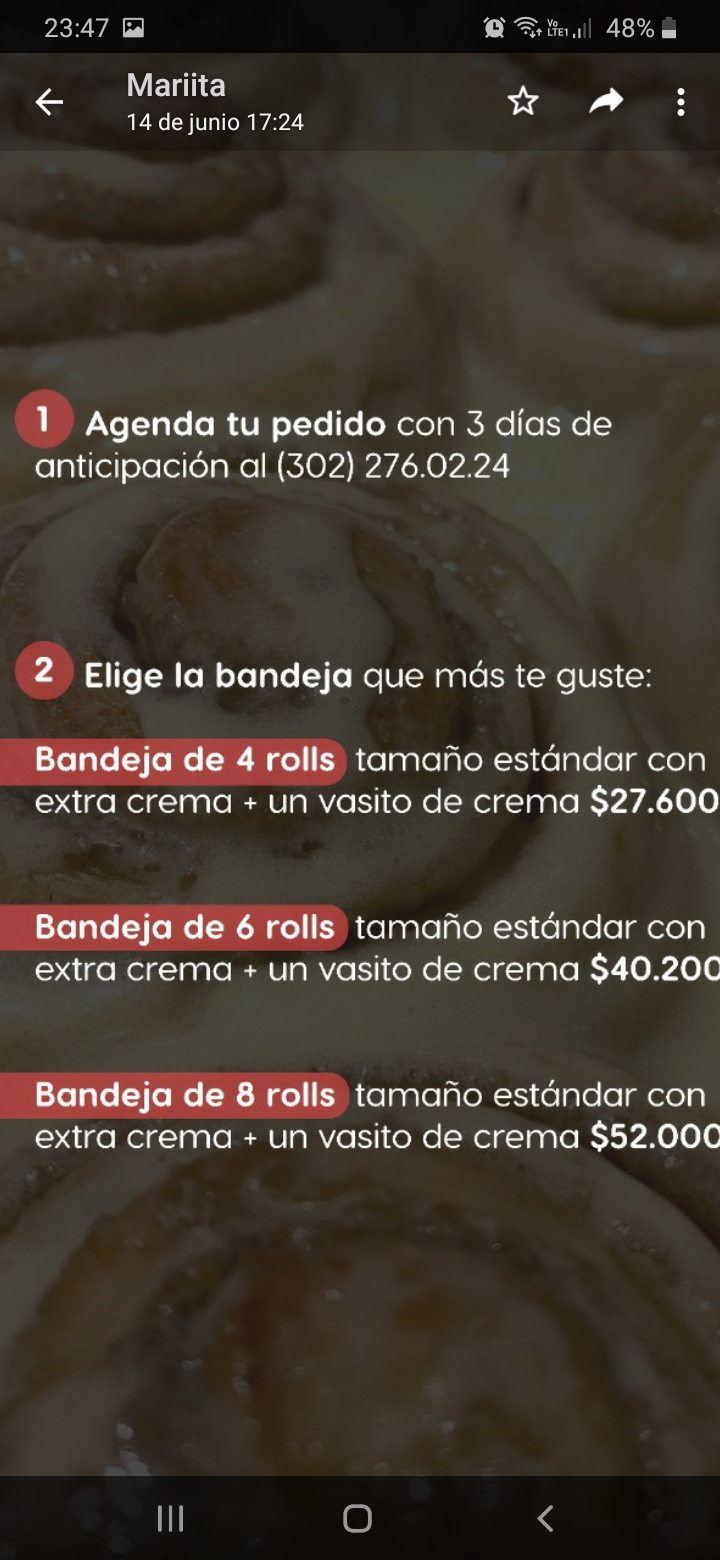 23:47 Vo LTE1 48%
Mariita
14 de junio 17:24
1 Agenda tu pedido con 3 días de
anticipación al (302) 276.02.24
2 Elige la bandeja que más te guste:
Bandeja de 4 rolls tamaño estándar con
extra crema + un vasito de crema $27.600
Bandeja de 6 rolls tamaño estándar con
extra crema + un vasito de crema $40.200
Bandeja de 8 rolls tamaño estándar con
extra crema + un vasito de crema $52.000